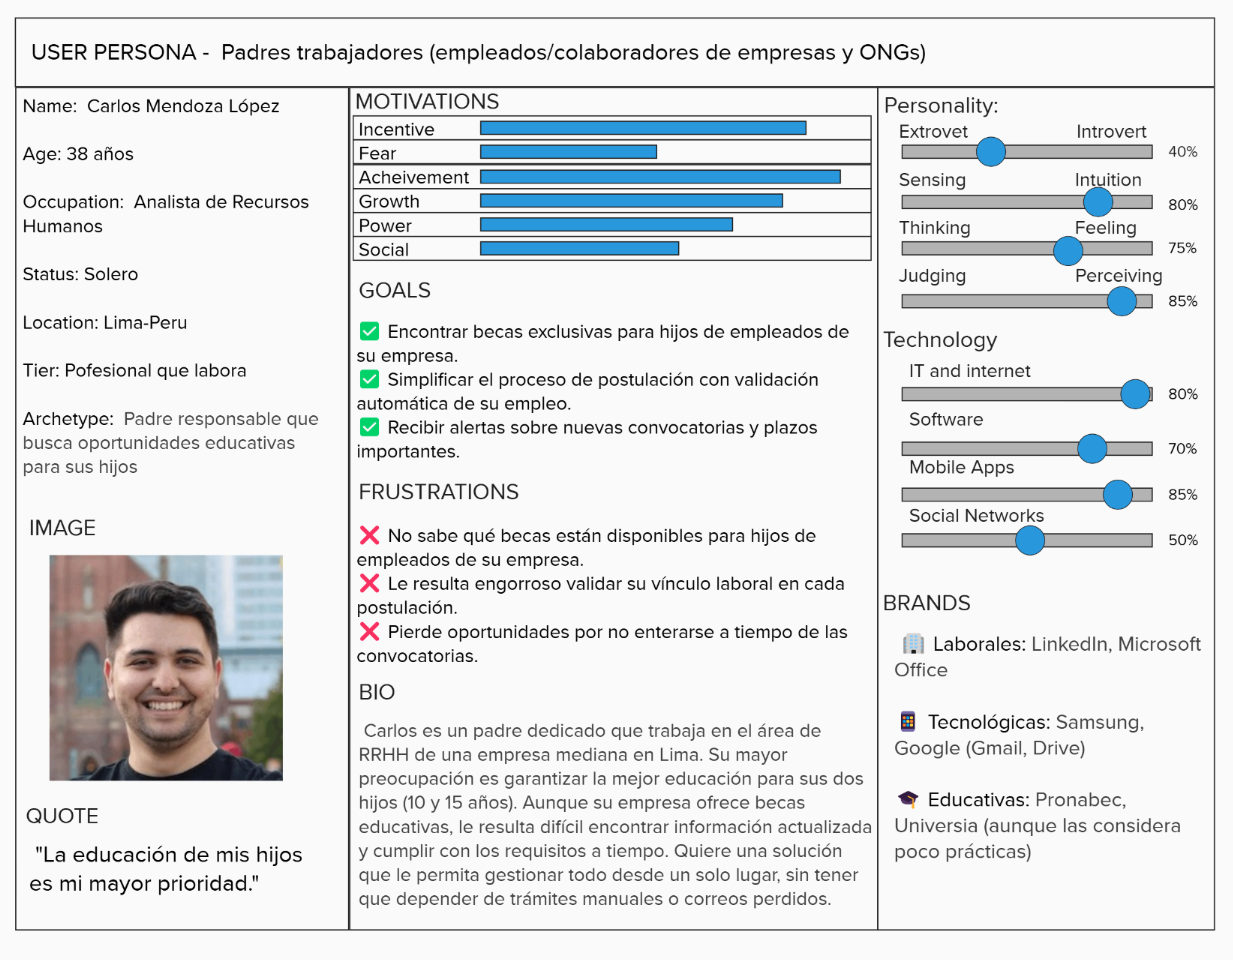 USER PERSONA -  Padres trabajadores (empleados/colaboradores de empresas y ONGs)
Name:  Carlos Mendoza López
Age: 38 años
Occupation:  Analista de Recursos
Humanos
Status: Solero
Location: Lima-Peru
Tier: Pofesional que labora
Archetype:  Padre responsable que
busca oportunidades educativas
para sus hijos
IMAGE
QUOTE
"La educación de mis hijos
es mi mayor prioridad."
MOTIVATIONS
Incentive
Fear
Acheivement
Growth
Power
Social
GOALS
✅ Encontrar becas exclusivas para hijos de empleados de
su empresa.
✅ Simplificar el proceso de postulación con validación
automática de su empleo.
✅ Recibir alertas sobre nuevas convocatorias y plazos
importantes.
FRUSTRATIONS
❌ No sabe qué becas están disponibles para hijos de
empleados de su empresa.
❌ Le resulta engorroso validar su vínculo laboral en cada
postulación.
❌ Pierde oportunidades por no enterarse a tiempo de las
convocatorias.
BIO
Carlos es un padre dedicado que trabaja en el área de
RRHH de una empresa mediana en Lima. Su mayor
preocupación es garantizar la mejor educación para sus dos
hijos (10 y 15 años). Aunque su empresa ofrece becas
educativas, le resulta difícil encontrar información actualizada
y cumplir con los requisitos a tiempo. Quiere una solución
que le permita gestionar todo desde un solo lugar, sin tener
que depender de trámites manuales o correos perdidos.
Personality:
Extrovet Introvert
40%
Sensing Intuition
80%
Thinking Feeling
75%
Judging Perceiving
85%
Technology
IT and internet
80%
Software
70%
Mobile Apps
85%
Social Networks
50%
BRANDS
🏢 Laborales: LinkedIn, Microsoft
Office
📱 Tecnológicas: Samsung,
Google (Gmail, Drive)
🎓 Educativas: Pronabec,
Universia (aunque las considera
poco prácticas)